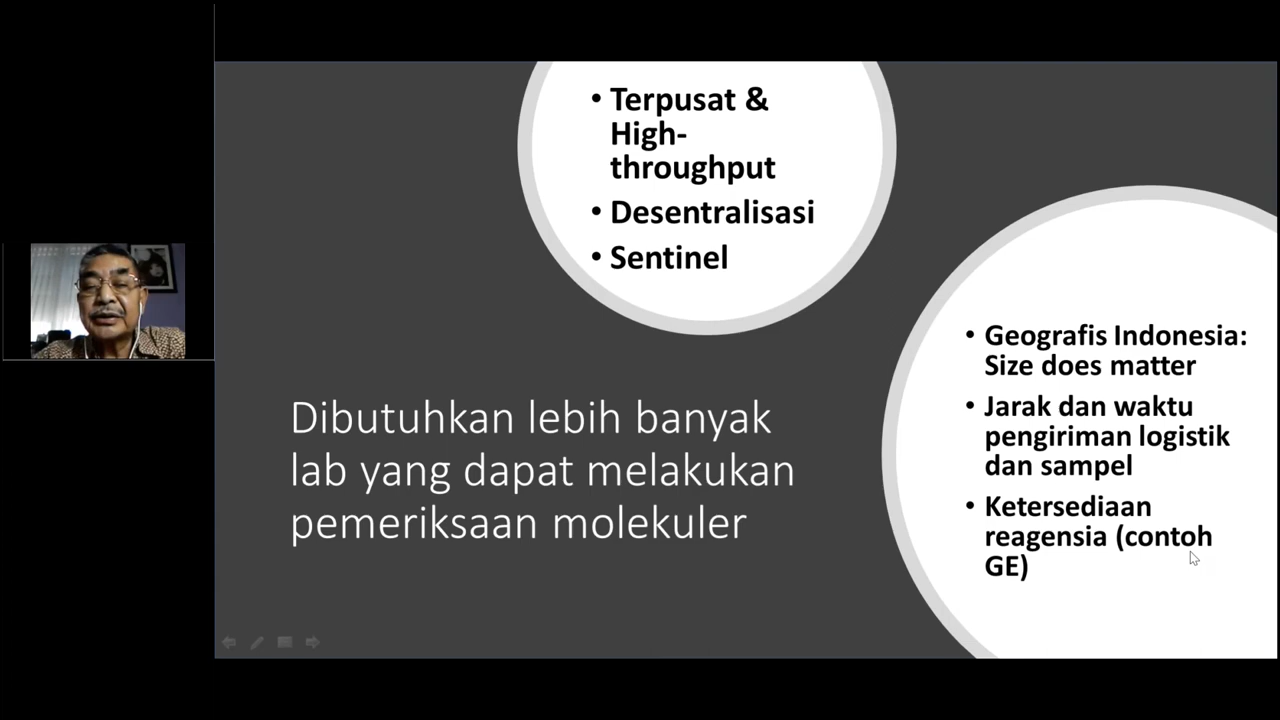 • Terpusat &
High-
throughput
• Desentralisasi
• Sentinel
Dibutuhkan lebih banyak
lab yang dapat melakukan
pemeriksaan molekuler
• Geografis Indonesia:
Size does matter
• Jarak dan waktu
pengiriman logistik
dan sampel
• Ketersediaan
reagensia (contoh
GE)